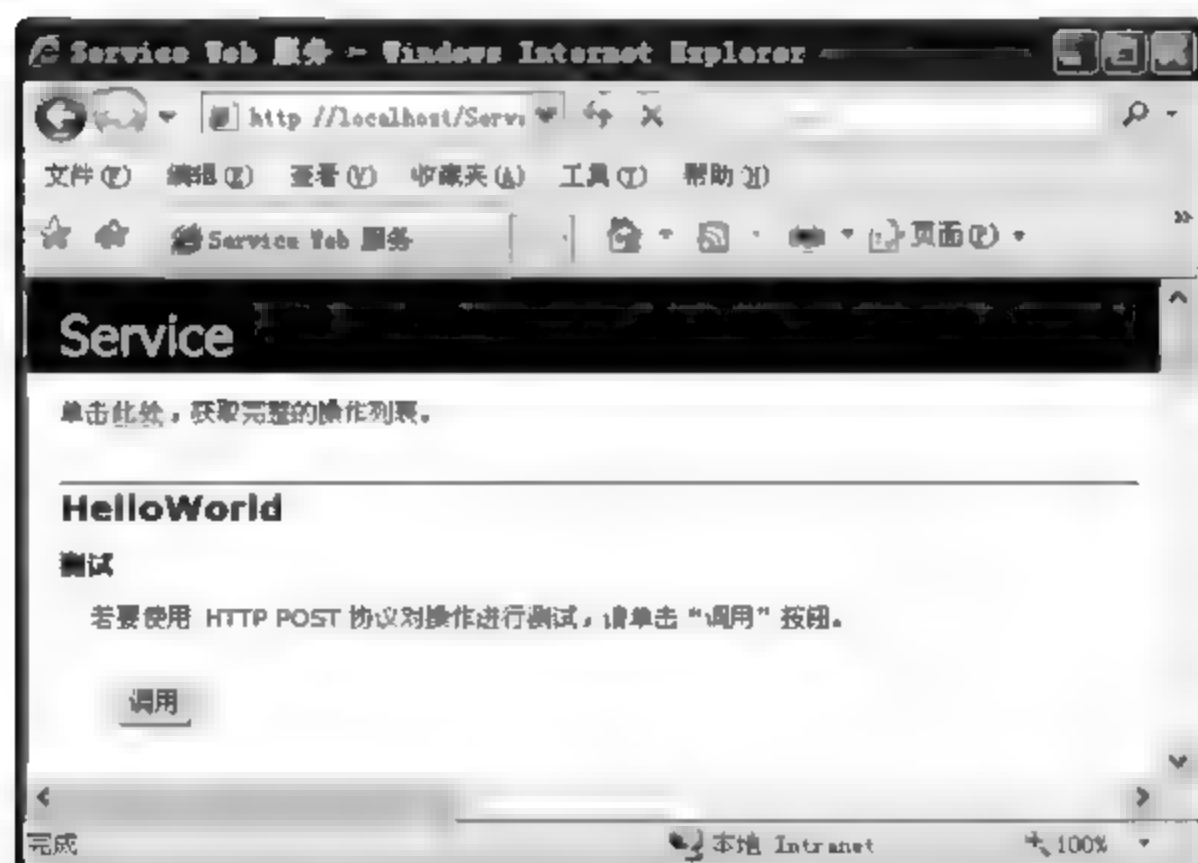 Service Web 服务 - Windows Internet Explorer
http //localhost/Serv
文件(F) 编辑(E) 查看(V) 收藏夹(A) 工具(T) 帮助(H)
Service Web 服务 页面(P)
Service
单击此处，获取完整的操作列表。
HelloWorld
测试
若要使用 HTTP POST 协议对操作进行测试，请单击“调用”按钮。
调用
完成 本地 Intranet 100%